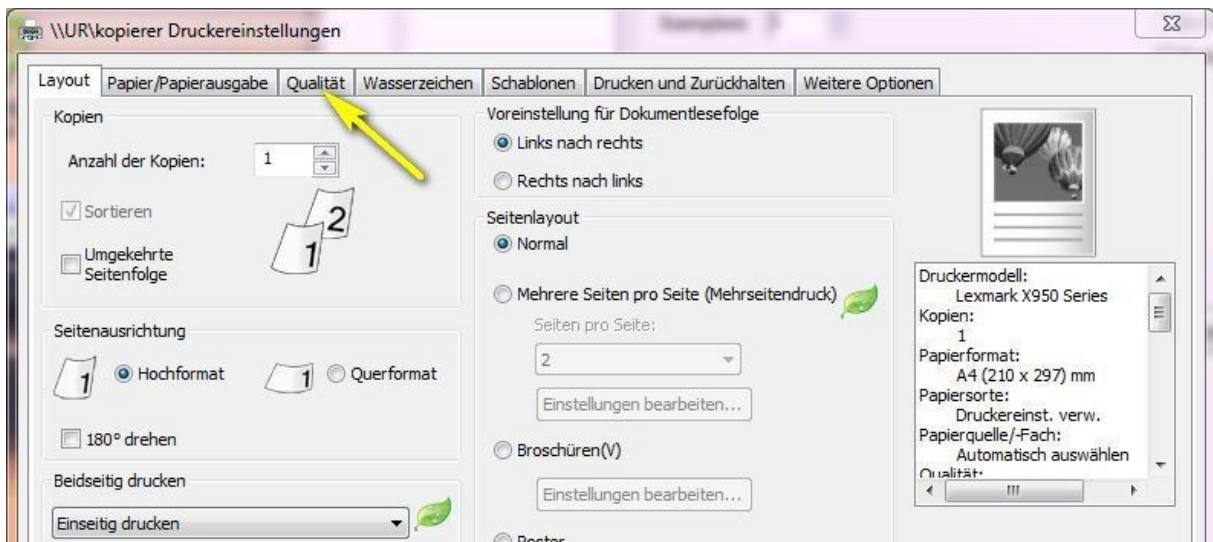 \\UR\kopierer Druckereinstellungen
Layout Papier/Papierausgabe Qualität Wasserzeichen Schablonen Drucken und Zurückhalten Weitere Optionen
Kopien
Anzahl der Kopien: 1
Sortieren
Umgekehrte
Seitenfolge
1
2
Seitenausrichtung
1 Hochformat 1 Querformat
180° drehen
Beidseitig drucken
Einseitig drucken
Voreinstellung für Dokumentlesefolge
Links nach rechts
Rechts nach links
Seitenlayout
Normal
Mehrere Seiten pro Seite (Mehrseitendruck)
Seiten pro Seite:
2
Einstellungen bearbeiten...
Broschüren(V)
Einstellungen bearbeiten...
Poster
Druckermodell:
Lexmark X950 Series
Kopien:
1
Papierformat:
A4 (210 x 297) mm
Papiersorte:
Druckereinst. verw.
Papierquelle/-Fach:
Automatisch auswählen
Qualität: